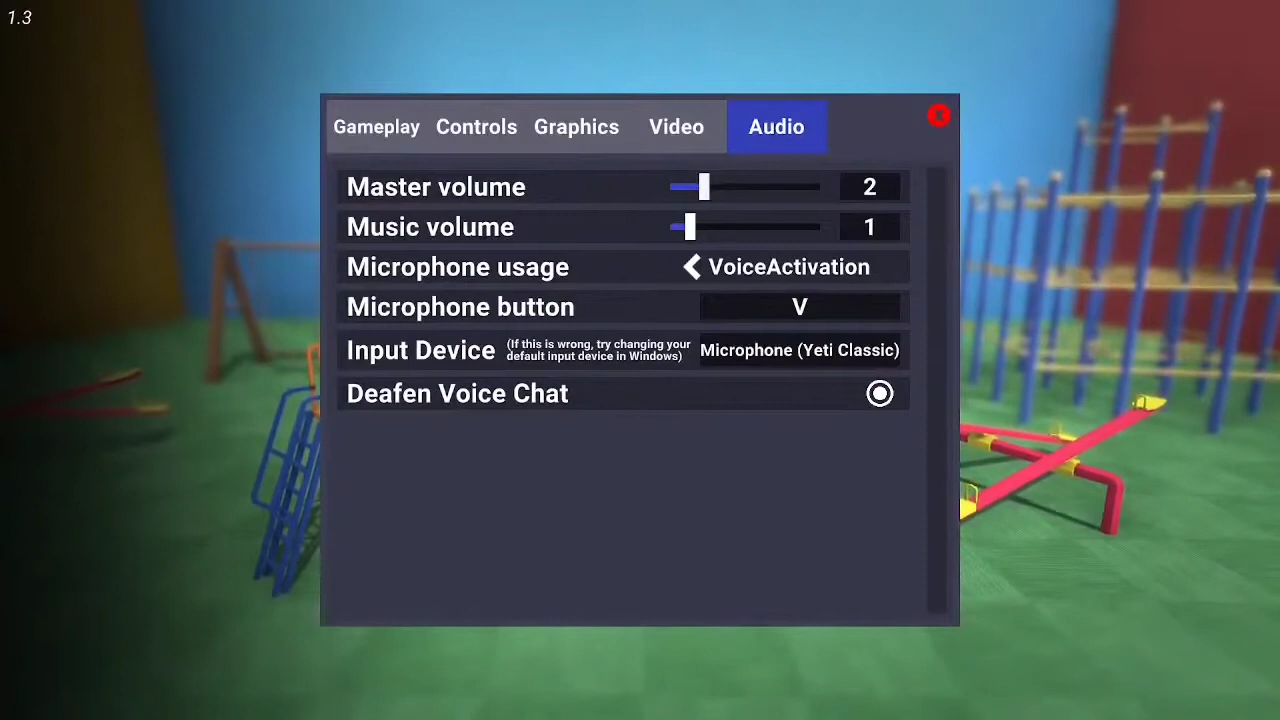 1.3
Gameplay Controls Graphics Video Audio
X
Master volume 2
Music volume 1
Microphone usage VoiceActivation
Microphone button V
Input Device (If this is wrong, try changing your default input device in Windows) Microphone (Yeti Classic)
Deafen Voice Chat